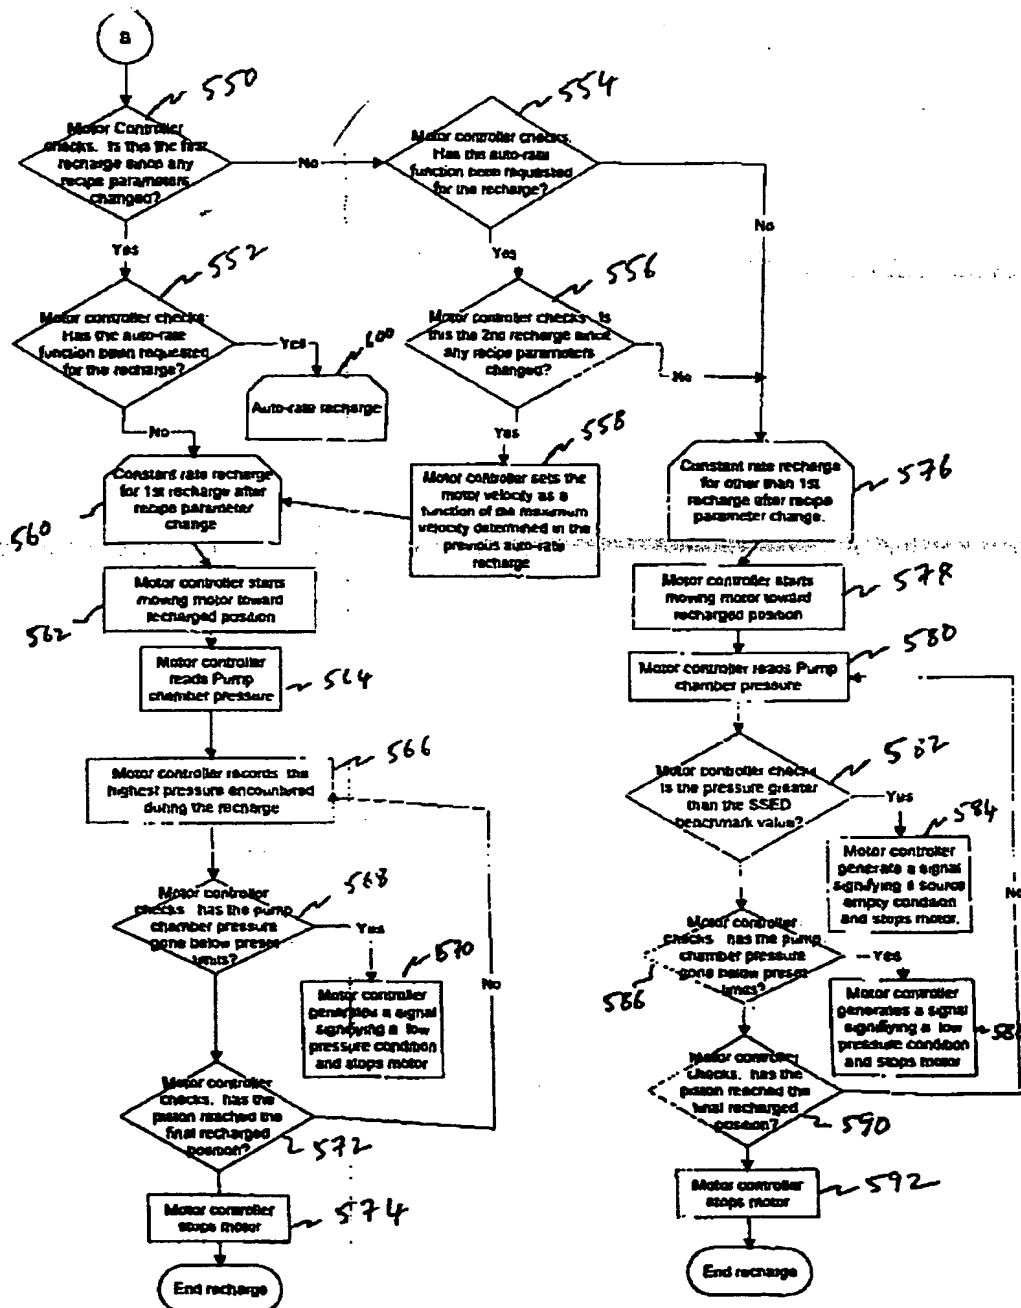 B
550
Motor Controller
checks. Is this the first
recharge since any
recipe parameters
changed?
No
554
Motor controller checks.
Has the auto-rate
function been requested
for the recharge?
No
Yes
552
Motor controller checks
Has the auto-rate
function been requested
for the recharge?
Yes
600
Auto-rate recharge
Yes
556
Motor controller checks. Is
this the 2nd recharge since
any recipe parameters
changed?
No
No
Yes
560
Constant rate recharge
for 1st recharge after
recipe parameter
change
558
Motor controller sets the
motor velocity as a
function of the maximum
velocity determined in the
previous auto-rate
recharge
576
Constant rate recharge
for other than 1st
recharge after recipe
parameter change.
562
Motor controller starts
moving motor toward
recharged position
578
Motor controller starts
moving motor toward
recharged position
564
Motor controller
reads Pump
chamber pressure
580
Motor controller reads Pump
chamber pressure
566
Motor controller records the
highest pressure encountered
during the recharge
582
Motor controller checks
Is the pressure greater
than the SSED
benchmark value?
Yes
584
Motor controller
generate a signal
signifying a source
empty condition
and stops motor.
No
568
Motor controller
checks has the pump
chamber pressure
gone below preset
limits?
Yes
570
Motor controller
generates a signal
signifying a low
pressure condition
and stops motor
No
586
Motor controller
checks has the pump
chamber pressure
gone below preset
limits?
Yes
Motor controller
generates a signal
signifying a low
pressure condition
and stops motor
572
Motor controller
checks. has the
piston reached the
final recharged
position?
590
Motor controller
checks. has the
piston reached the
final recharged
position?
574
Motor controller
stops motor
592
Motor controller
stops motor
End recharge
End recharge